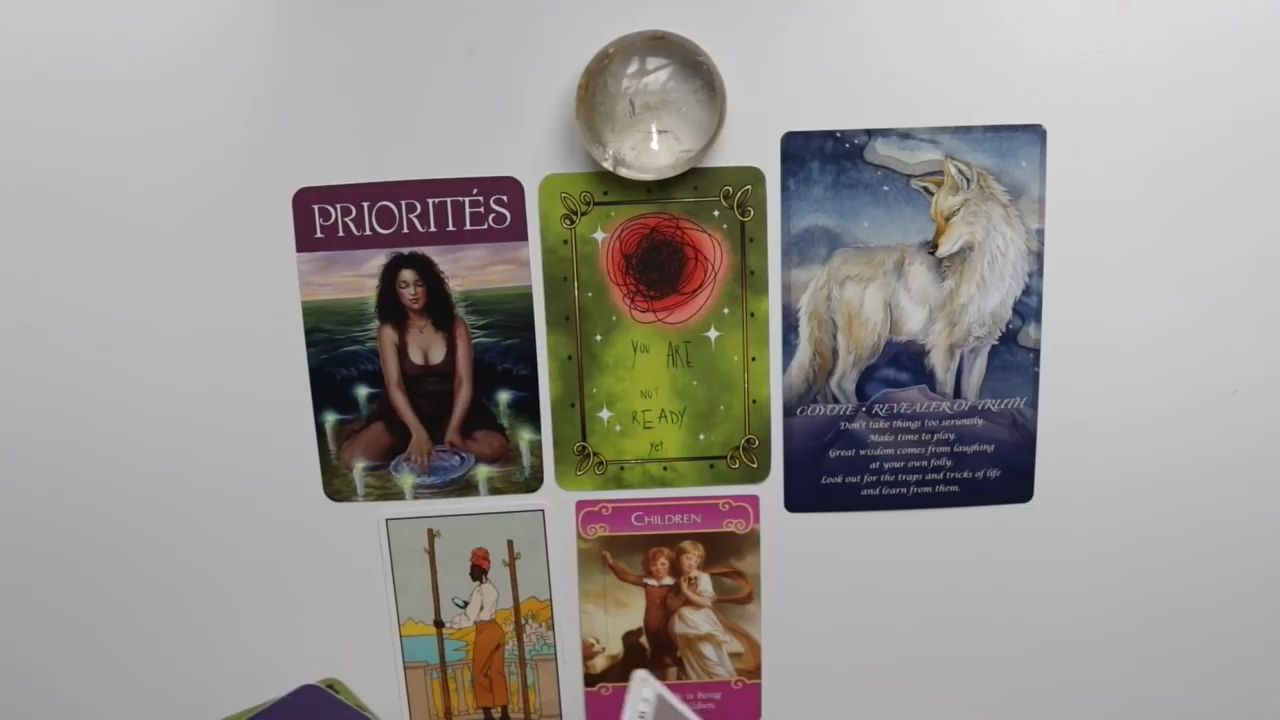 PRIORITÉS
YOU ARE
NOT
READY
yet.
COYOTE • REVEALER OF TRUTH
Don't take things too seriously.
Make time to play.
Great wisdom comes from laughing
at your own folly.
Look out for the traps and tricks of life
and learn from them.
CHILDREN
is Being